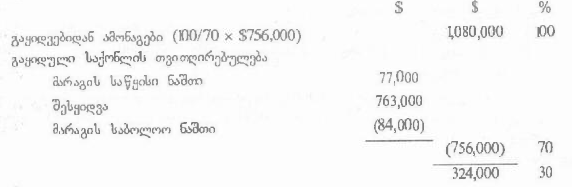 $ $ %
გაყიდვებიდან ამონაგები (100/70 × $756,000) 1,080,000 100
გაყიდული საქონლის თვითღირებულება
მარაგის საწყისი ნაშთი 77,000
შესყიდვა 763,000
მარაგის საბოლოო ნაშთი (84,000)
(756,000) 70
324,000 30